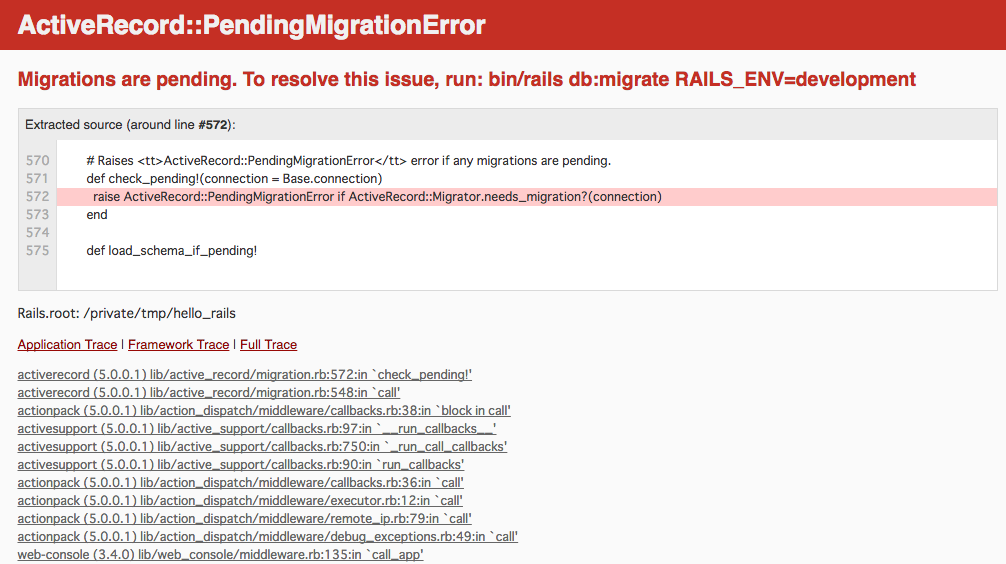 ActiveRecord::PendingMigrationError
Migrations are pending. To resolve this issue, run: bin/rails db:migrate RAILS_ENV=development
Extracted source (around line #572):
570 # Raises <tt>ActiveRecord::PendingMigrationError</tt> error if any migrations are pending.
571 def check_pending!(connection = Base.connection)
572 raise ActiveRecord::PendingMigrationError if ActiveRecord::Migrator.needs_migration?(connection)
573 end
574
575 def load_schema_if_pending!
Rails.root: /private/tmp/hello_rails
Application Trace | Framework Trace | Full Trace
activerecord (5.0.0.1) lib/active_record/migration.rb:572:in `check_pending!'
activerecord (5.0.0.1) lib/active_record/migration.rb:548:in `call'
actionpack (5.0.0.1) lib/action_dispatch/middleware/callbacks.rb:38:in `block in call'
activesupport (5.0.0.1) lib/active_support/callbacks.rb:97:in `__run_callbacks__'
activesupport (5.0.0.1) lib/active_support/callbacks.rb:750:in `_run_call_callbacks'
activesupport (5.0.0.1) lib/active_support/callbacks.rb:90:in `run_callbacks'
actionpack (5.0.0.1) lib/action_dispatch/middleware/callbacks.rb:36:in `call'
actionpack (5.0.0.1) lib/action_dispatch/middleware/executor.rb:12:in `call'
actionpack (5.0.0.1) lib/action_dispatch/middleware/remote_ip.rb:79:in `call'
actionpack (5.0.0.1) lib/action_dispatch/middleware/debug_exceptions.rb:49:in `call'
web-console (3.4.0) lib/web_console/middleware.rb:135:in `call_app'